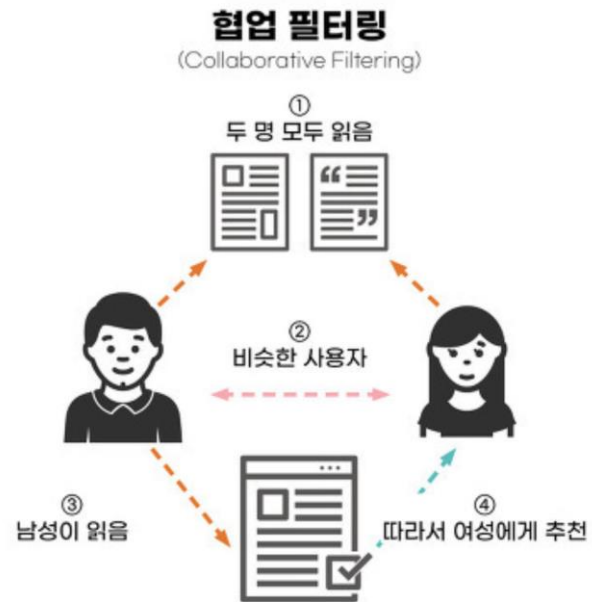 협업 필터링
(Collaborative Filtering)
①
두 명 모두 읽음
②
비슷한 사용자
③
남성이 읽음
④
따라서 여성에게 추천